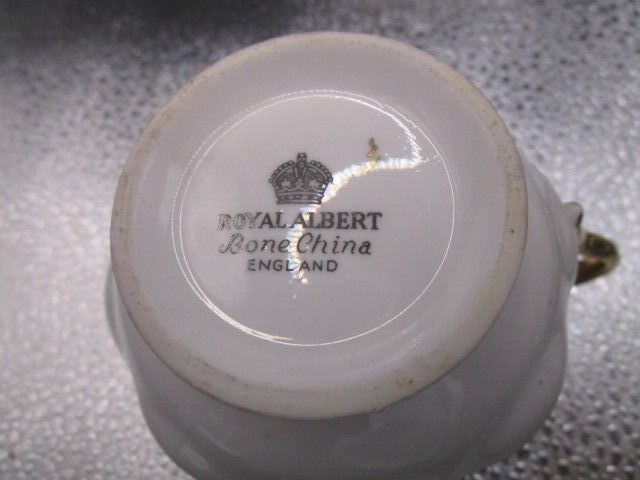 ROYAL ALBERT
Bone China
ENGLAND